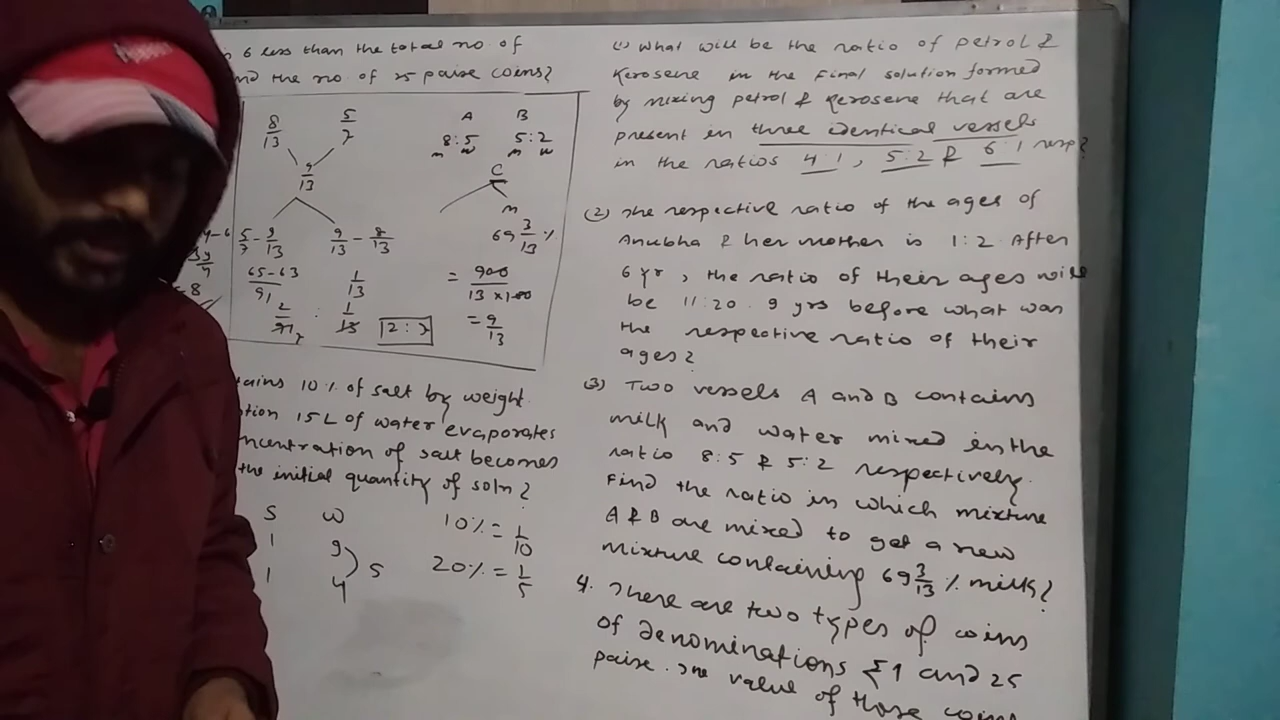 6 less than the total no of
the no of 25 paise coins?
8/13 5/7
9/13
5/7 - 9/13 9/13 - 8/13
65-63/91 1/13
2/91 : 1/13 2:7
A B
8:5 5:2
m w m w
C
m
69 3/13 %
= 900/13×100
= 9/13
10% of salt by weight.
15L of water evaporates
of salt becomes
the initial quantity of soln?
S W
1 9
1 4 5
10% = 1/10
20% = 1/5
(1) What will be the ratio of petrol &
Kerosene in the final solution formed
by mixing petrol & kerosene that are
present in three identical vessels
in the ratios 4:1, 5:2 & 6:1 resp?
(2) The respective ratio of the ages of
Anubha & her mother is 1:2. After
6 yr, the ratio of their ages will
be 11:20. 9 yrs before what was
the respective ratio of their
ages?
(3) Two vessels A and B contains
milk and water mixed in the
ratio 8:5 & 5:2 respectively.
Find the ratio in which mixture
A & B are mixed to get a new
mixture containing 69 3/13 % milk?
4. There are two types of coins
of denominations ₹1 and 25
paise. The value of those coins